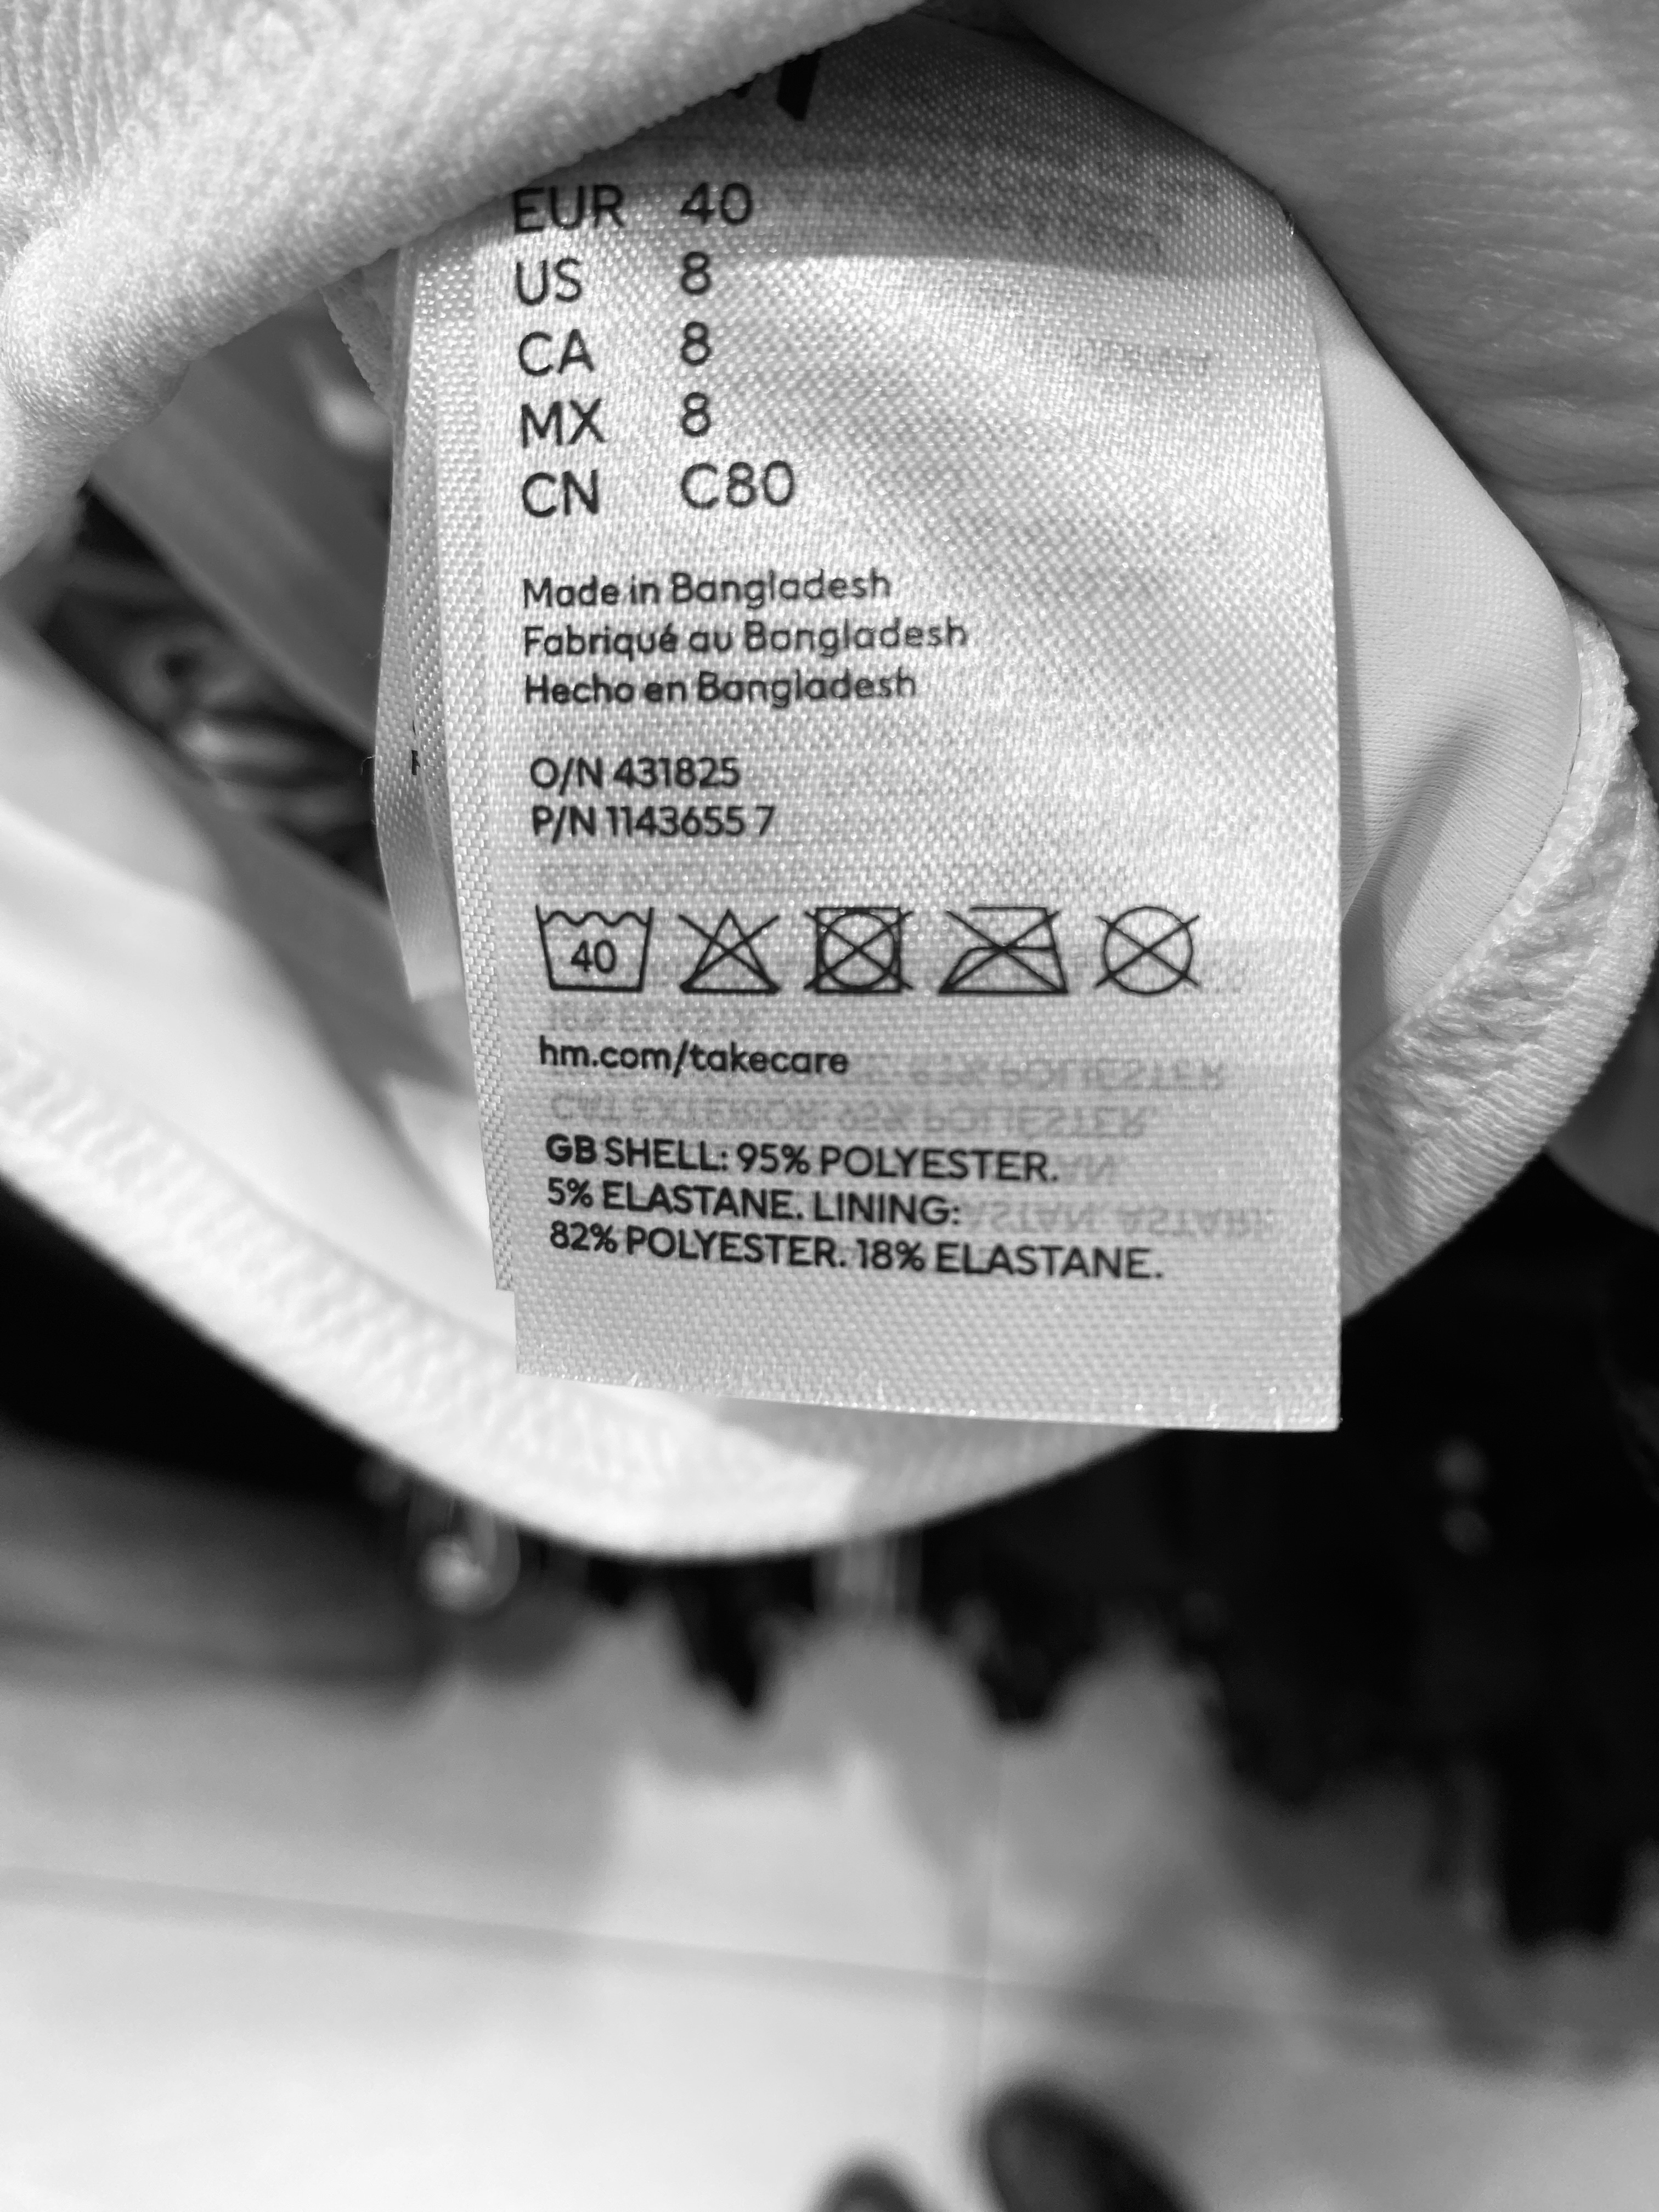 EUR 40
US 8
CA 8
MX 8
CN C80
Made in Bangladesh
Fabriqué au Bangladesh
Hecho en Bangladesh
O/N 431825
P/N 1143655 7
40
hm.com/takecare
GB SHELL: 95% POLYESTER.
5% ELASTANE. LINING:
82% POLYESTER. 18% ELASTANE.